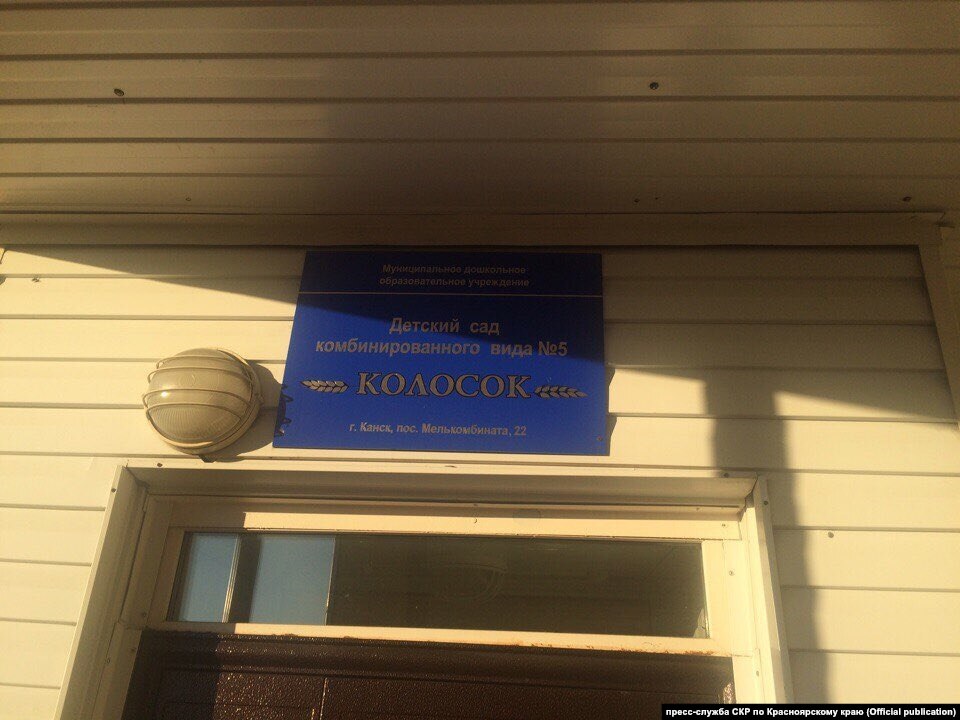 Муниципальное дошкольное
образовательное учреждение
Детский сад
комбинированного вида №5
КОЛОСОК
г. Канск, пос. Мелькомбината, 22
пресс-служба СКР по Красноярскому краю (Official publication)